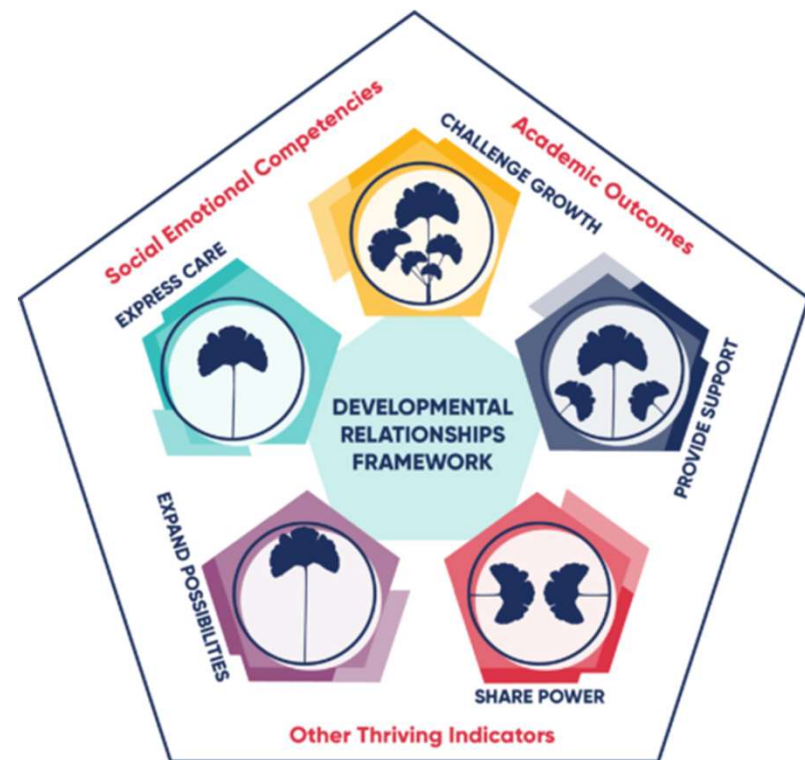 Social Emotional Competencies
Academic Outcomes
CHALLENGE GROWTH
EXPRESS CARE
PROVIDE SUPPORT
DEVELOPMENTAL
RELATIONSHIPS
FRAMEWORK
EXPAND POSSIBILITIES
SHARE POWER
Other Thriving Indicators